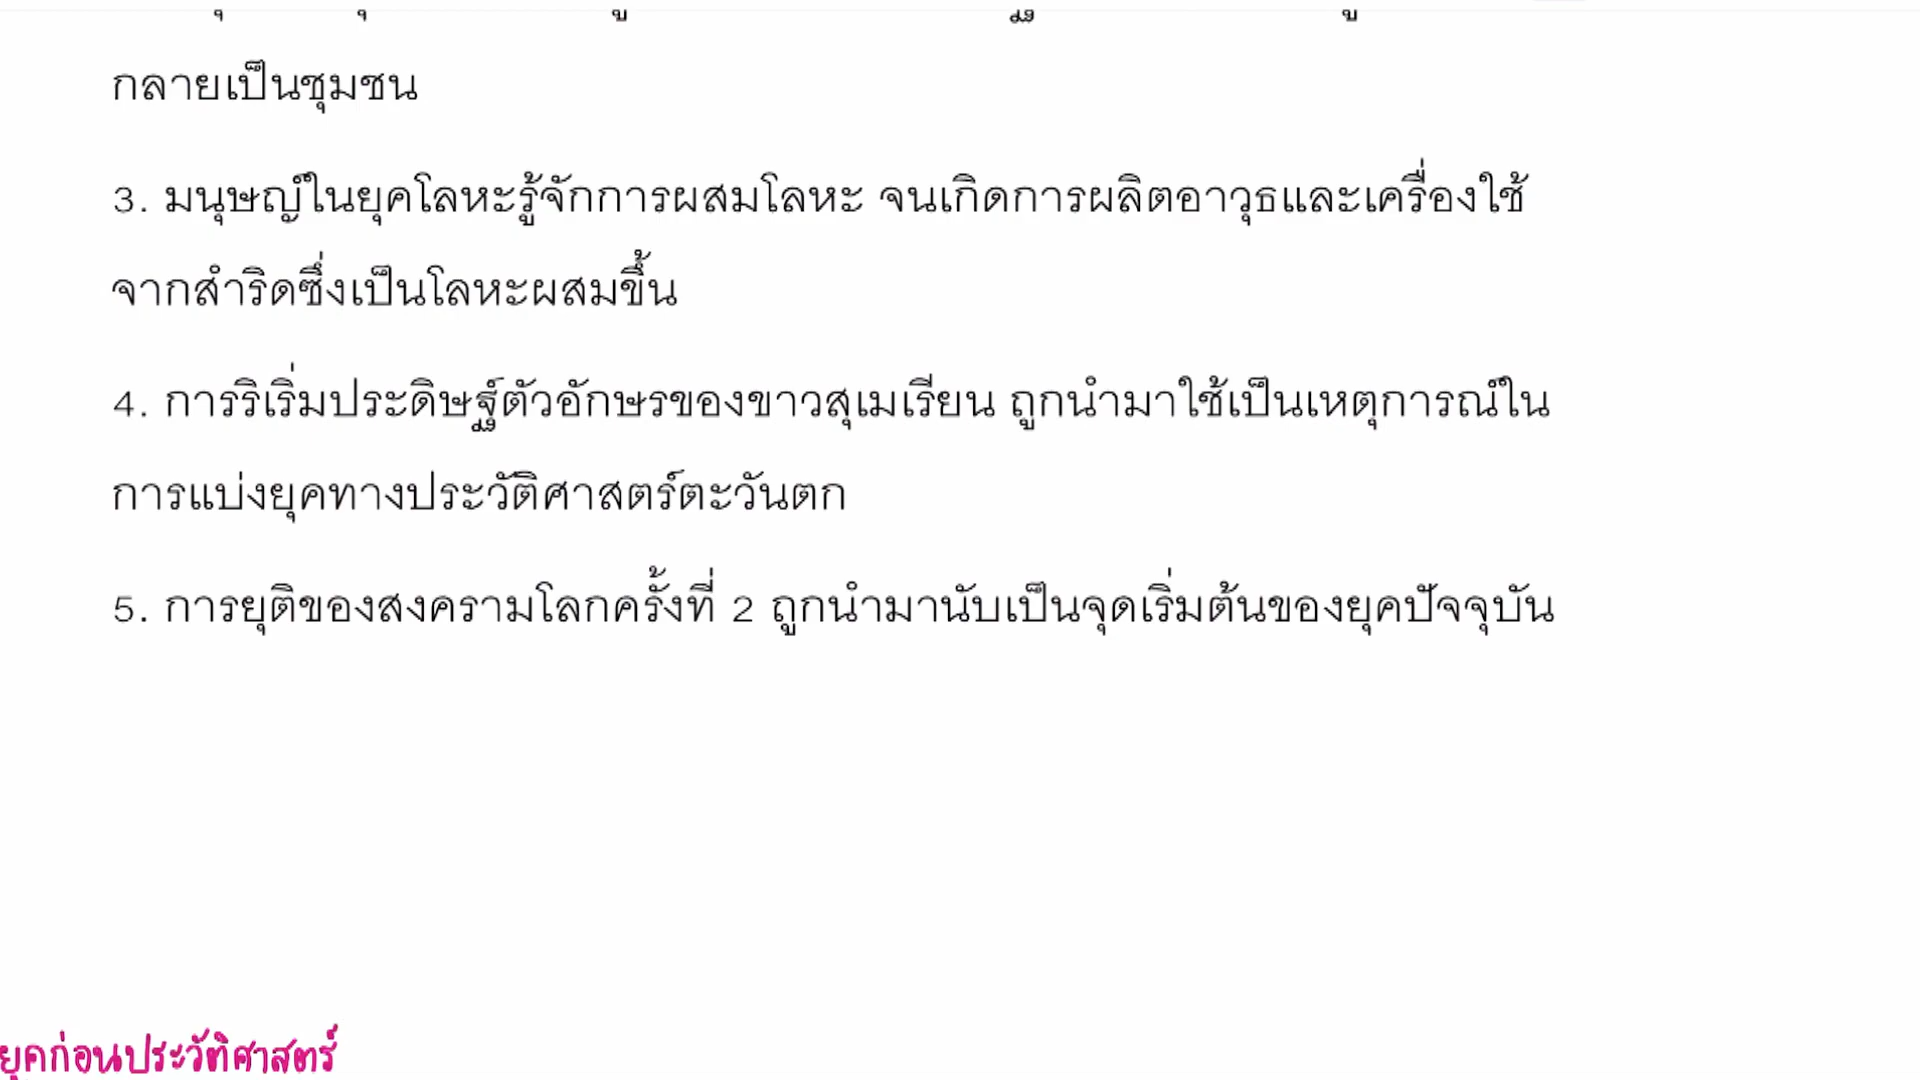 กลายเป็นชุมชน
3. มนุษญ์ในยุคโลหะรู้จักการผสมโลหะ จนเกิดการผลิตอาวุธและเครื่องใช้
จากสำริดซึ่งเป็นโลหะผสมขึ้น
4. การริเริ่มประดิษฐ์ตัวอักษรของขาวสุเมเรียน ถูกนำมาใช้เป็นเหตุการณ์ใน
การแบ่งยุคทางประวัติศาสตร์ตะวันตก
5. การยุติของสงครามโลกครั้งที่ 2 ถูกนำมานับเป็นจุดเริ่มต้นของยุคปัจจุบัน
ยุคก่อนประวัติศาสตร์